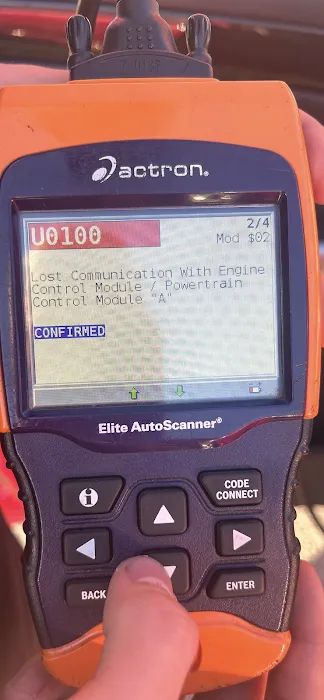 actron.
U0100
2/4
Mod $02
Lost Communication With Engine
Control Module / Powertrain
Control Module "A"
CONFIRMED
Elite AutoScanner®
i
CODE
CONNECT
BACK
ENTER